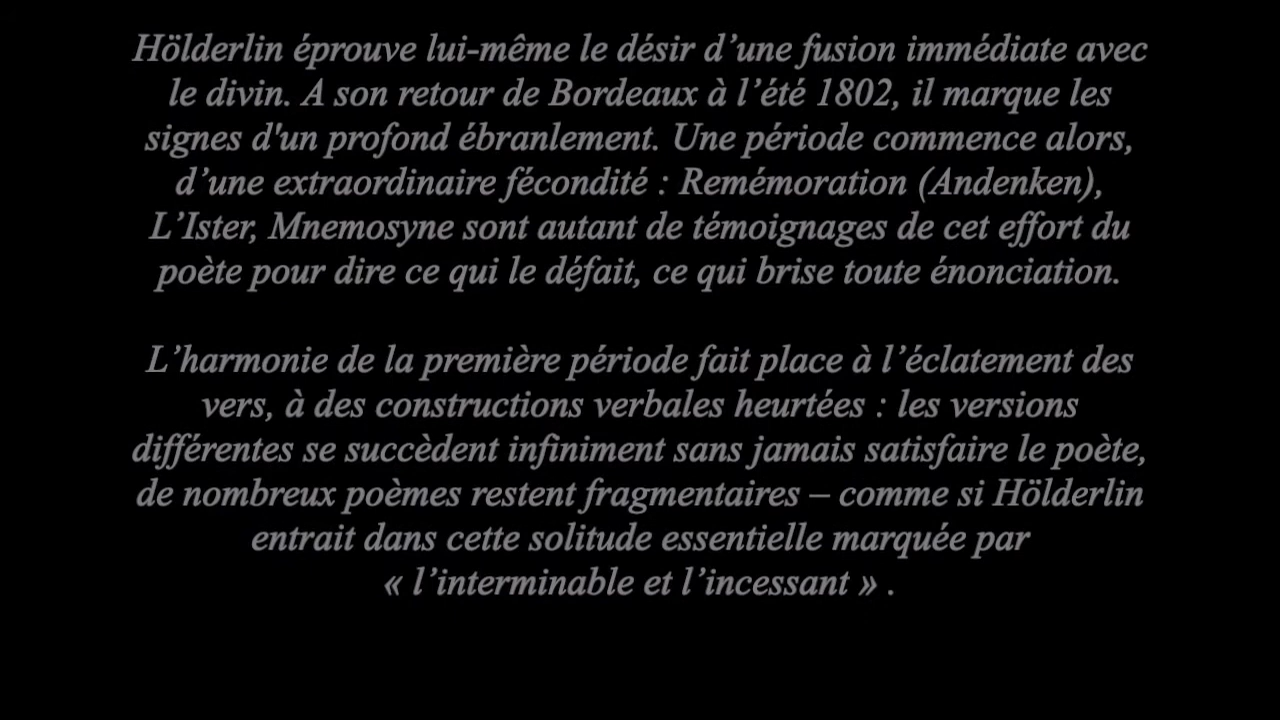 Hölderlin éprouve lui-même le désir d’une fusion immédiate avec
le divin. A son retour de Bordeaux à l’été 1802, il marque les
signes d'un profond ébranlement. Une période commence alors,
d’une extraordinaire fécondité : Remémoration (Andenken),
L’Ister, Mnemosyne sont autant de témoignages de cet effort du
poète pour dire ce qui le défait, ce qui brise toute énonciation.
L’harmonie de la première période fait place à l’éclatement des
vers, à des constructions verbales heurtées : les versions
différentes se succèdent infiniment sans jamais satisfaire le poète,
de nombreux poèmes restent fragmentaires – comme si Hölderlin
entrait dans cette solitude essentielle marquée par
« l’interminable et l’incessant » .